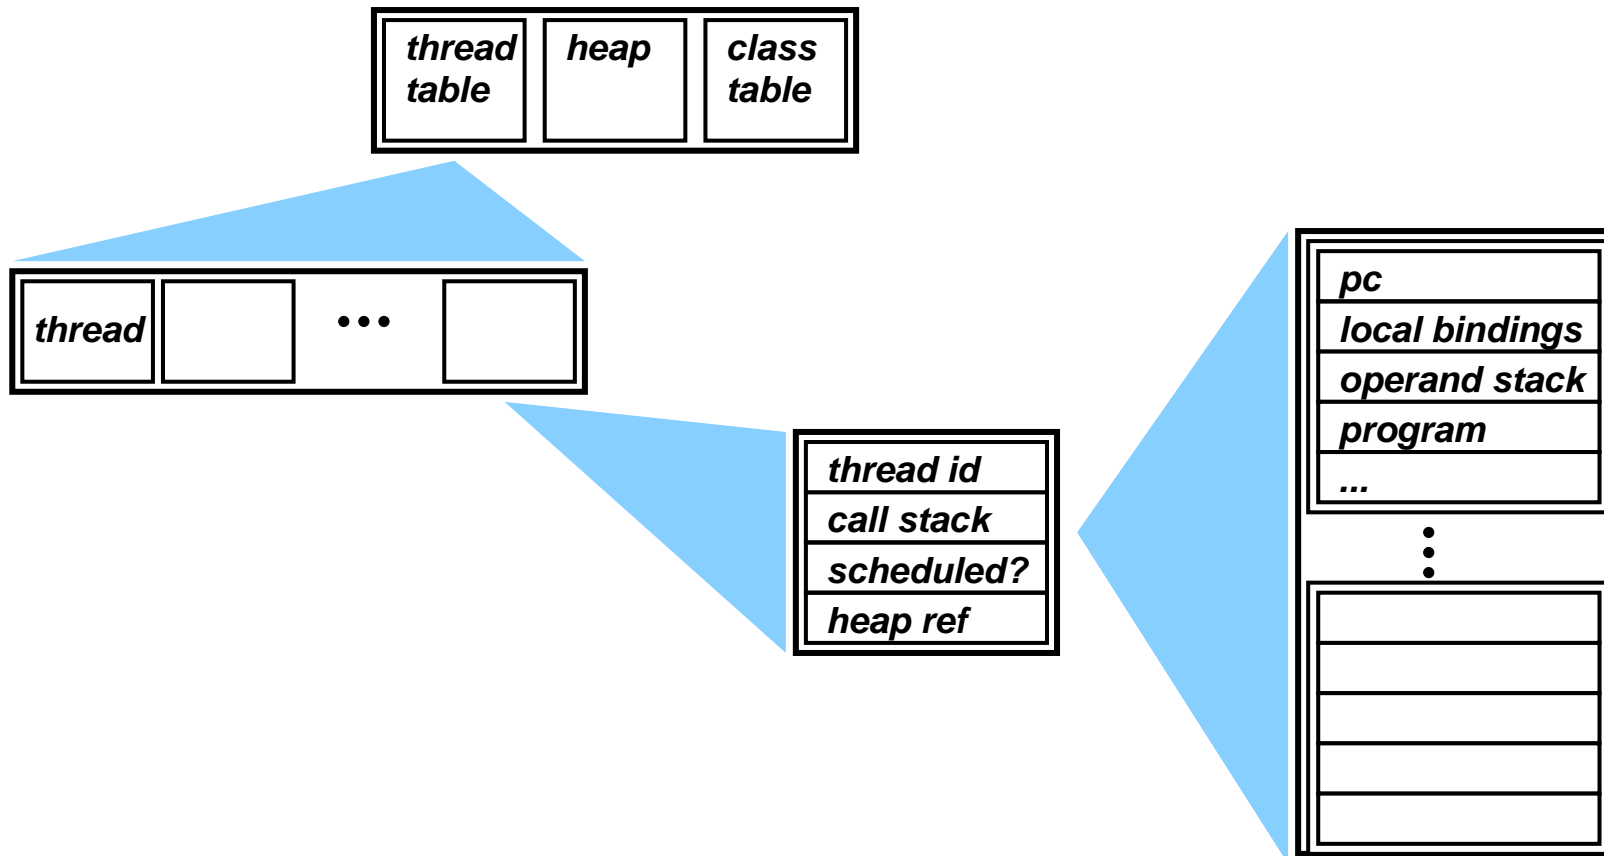 thread heap class
table table
thread ...
pc
local bindings
operand stack
program
...
thread id
call stack
scheduled?
heap ref